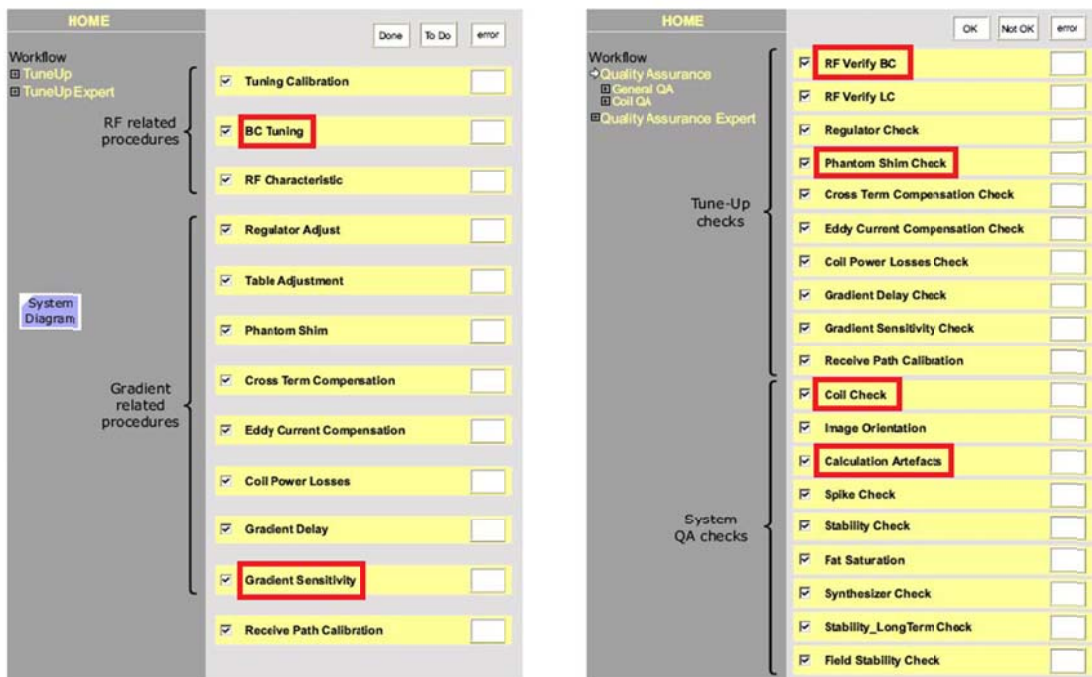 HOME
Done
To Do
error
Workflow
TuneUp
TuneUp Expert
RF related
procedures
Tuning Calibration
BC Tuning
RF Characteristic
Regulator Adjust
Table Adjustment
System
Diagram
Phantom Shim
Gradient
related
procedures
Cross Term Compensation
Eddy Current Compensation
Coil Power Losses
Gradient Delay
Gradient Sensitivity
Receive Path Calibration
HOME
OK
Not OK
error
Workflow
Quality Assurance
General QA
Coil QA
Quality Assurance Expert
Tune-Up
checks
RF Verify BC
RF Verify LC
Regulator Check
Phantom Shim Check
Cross Term Compensation Check
Eddy Current Compensation Check
Coil Power Losses Check
Gradient Delay Check
Gradient Sensitivity Check
Receive Path Calibration
System
QA checks
Coil Check
Image Orientation
Calculation Artefacts
Spike Check
Stability Check
Fat Saturation
Synthesizer Check
Stability_LongTermCheck
Field Stability Check